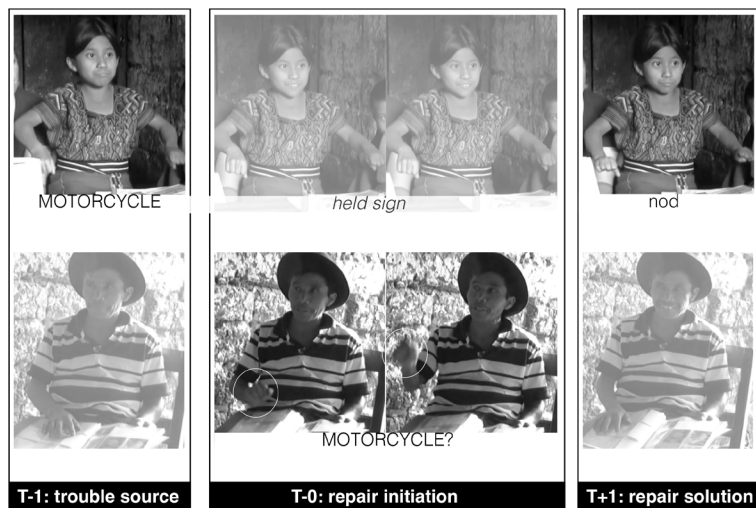 MOTORCYCLE
held sign
nod
MOTORCYCLE?
T-1: trouble source
T-0: repair initiation
T+1: repair solution